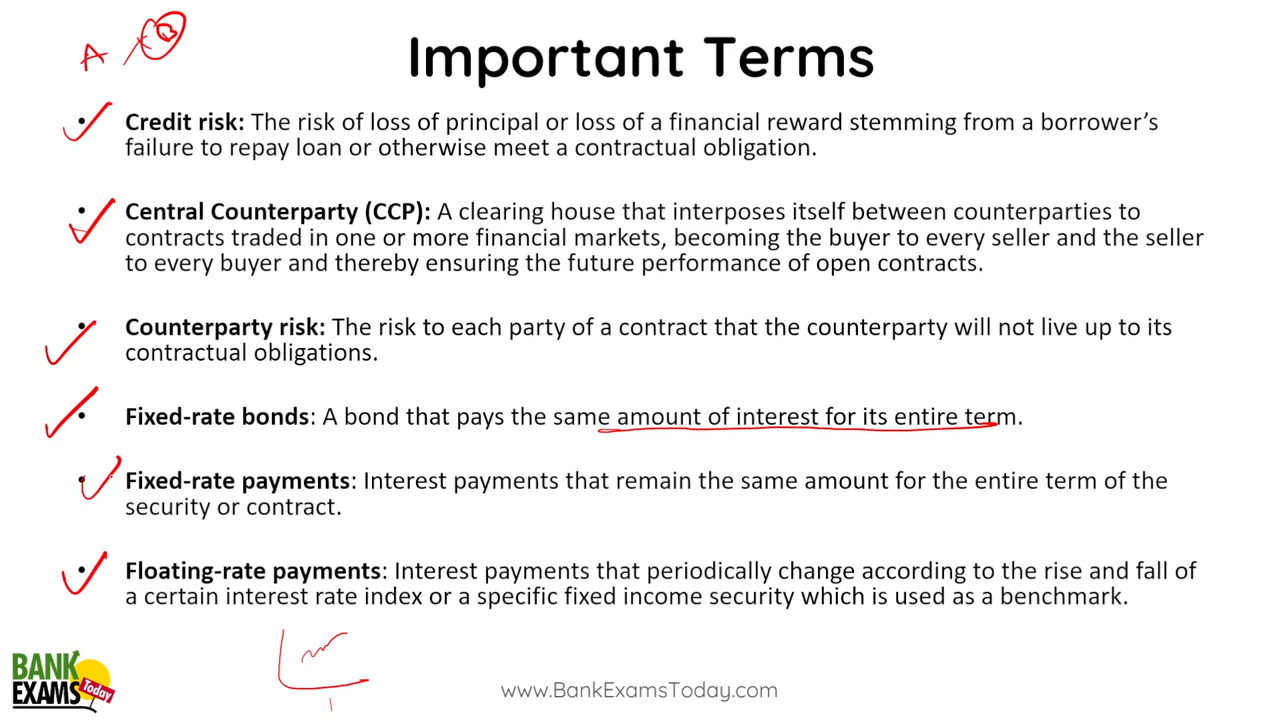 A B
Important Terms
• Credit risk: The risk of loss of principal or loss of a financial reward stemming from a borrower's
failure to repay loan or otherwise meet a contractual obligation.
• Central Counterparty (CCP): A clearing house that interposes itself between counterparties to
contracts traded in one or more financial markets, becoming the buyer to every seller and the seller
to every buyer and thereby ensuring the future performance of open contracts.
• Counterparty risk: The risk to each party of a contract that the counterparty will not live up to its
contractual obligations.
• Fixed-rate bonds: A bond that pays the same amount of interest for its entire term.
• Fixed-rate payments: Interest payments that remain the same amount for the entire term of the
security or contract.
• Floating-rate payments: Interest payments that periodically change according to the rise and fall of
a certain interest rate index or a specific fixed income security which is used as a benchmark.
BANK
EXAMS
Today
www.BankExamsToday.com